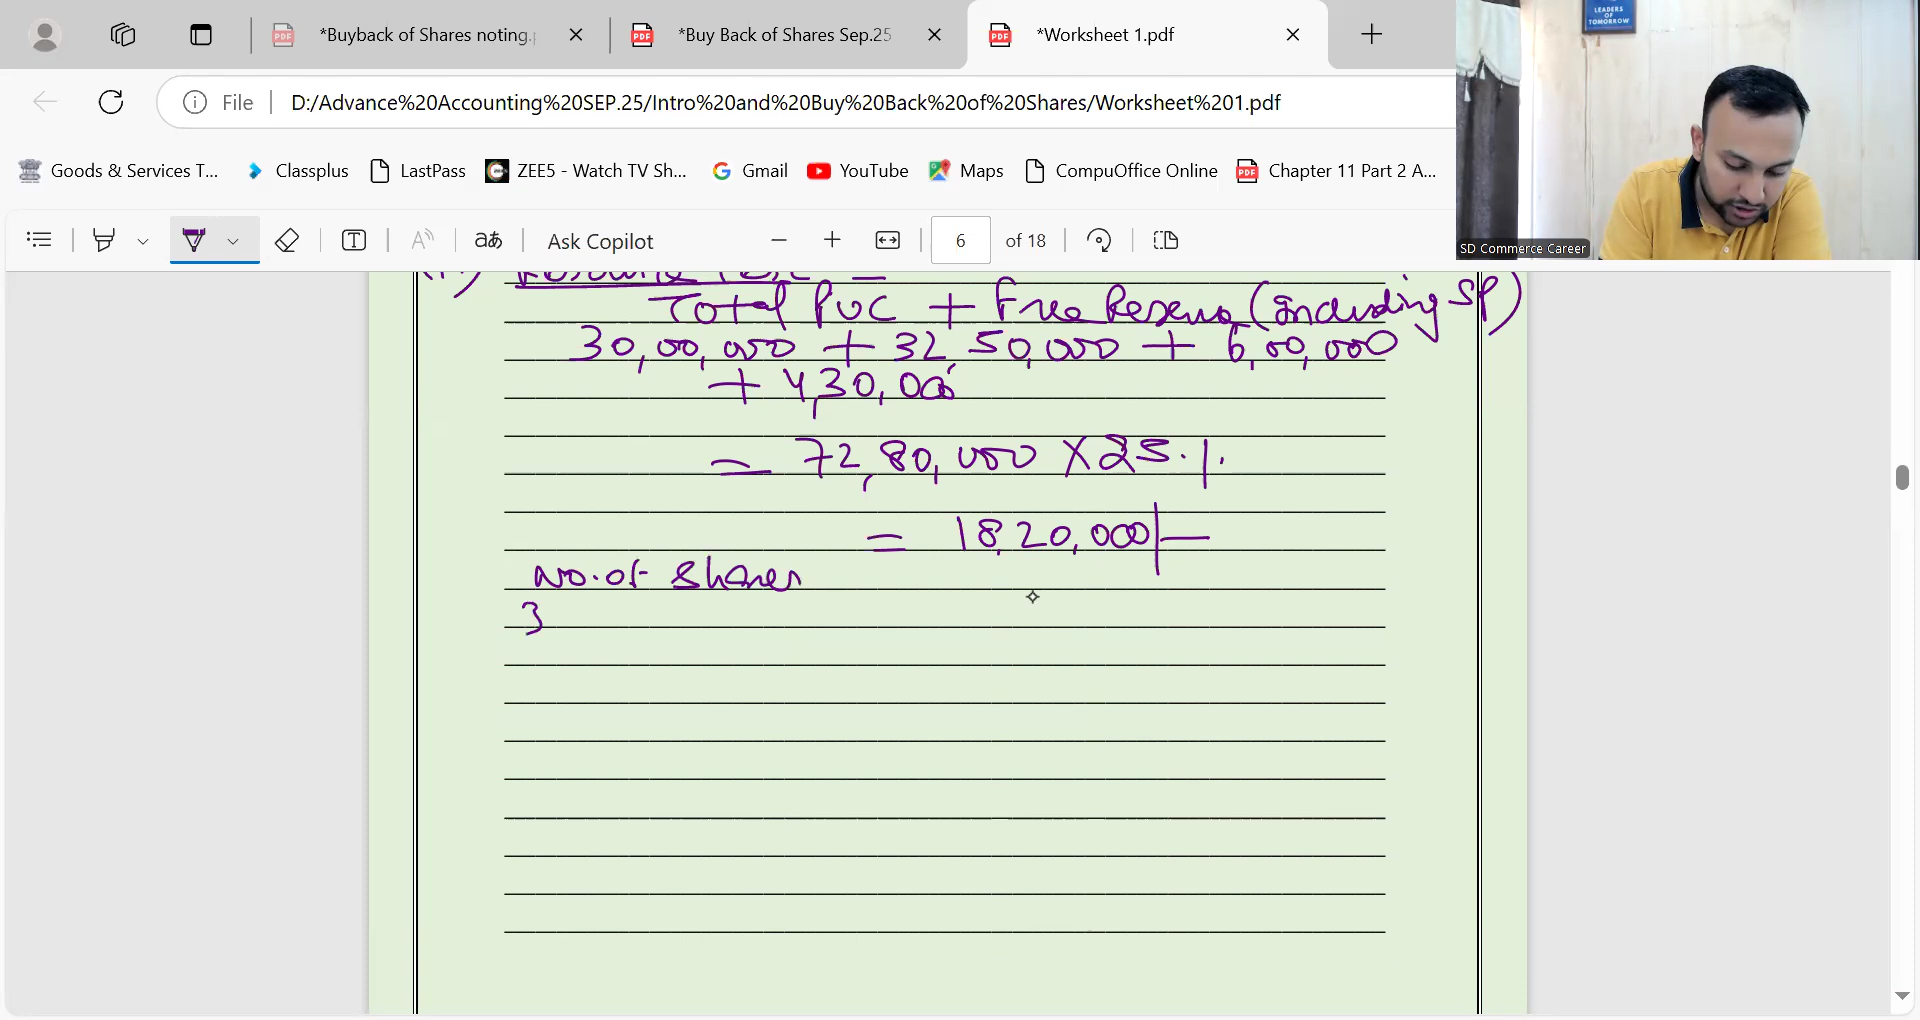 *Buyback of Shares noting.p
*Buy Back of Shares Sep.25
*Worksheet 1.pdf
LEADERS
OF
TOMORROW
File D:/Advance%20Accounting%20SEP.25/Intro%20and%20Buy%20Back%20of%20Shares/Worksheet%201.pdf
Goods & Services T... Classplus LastPass ZEE5 - Watch TV Sh... Gmail YouTube Maps CompuOffice Online Chapter 11 Part 2 A...
Ask Copilot 6 of 18
SD Commerce Career
Total PUC + Free Reserve (including SP)
30,00,000 + 32,50,000 + 6,00,000
+ 4,30,000
= 72,80,000 X 25.1.
= 18,20,000/-
No. of Shares
3